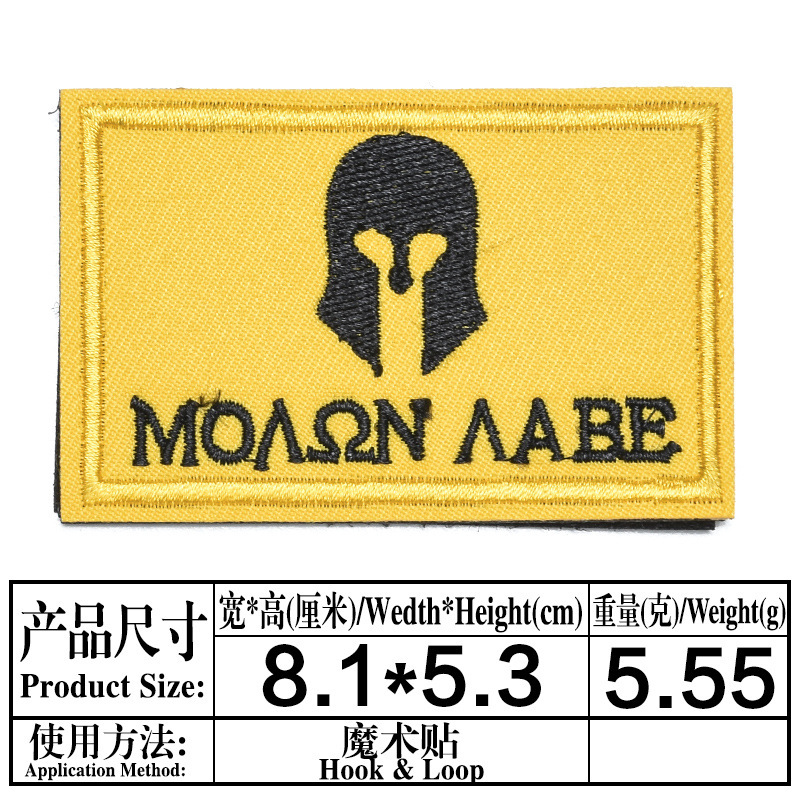 ΜΟΛΩΝ ΛΑΒΕ
产品尺寸
Product Size:
宽*高(厘米)/Wedth*Height(cm)
重量(克)/Weight(g)
8.1*5.3
5.55
使用方法:
Application Method:
魔术贴
Hook & Loop